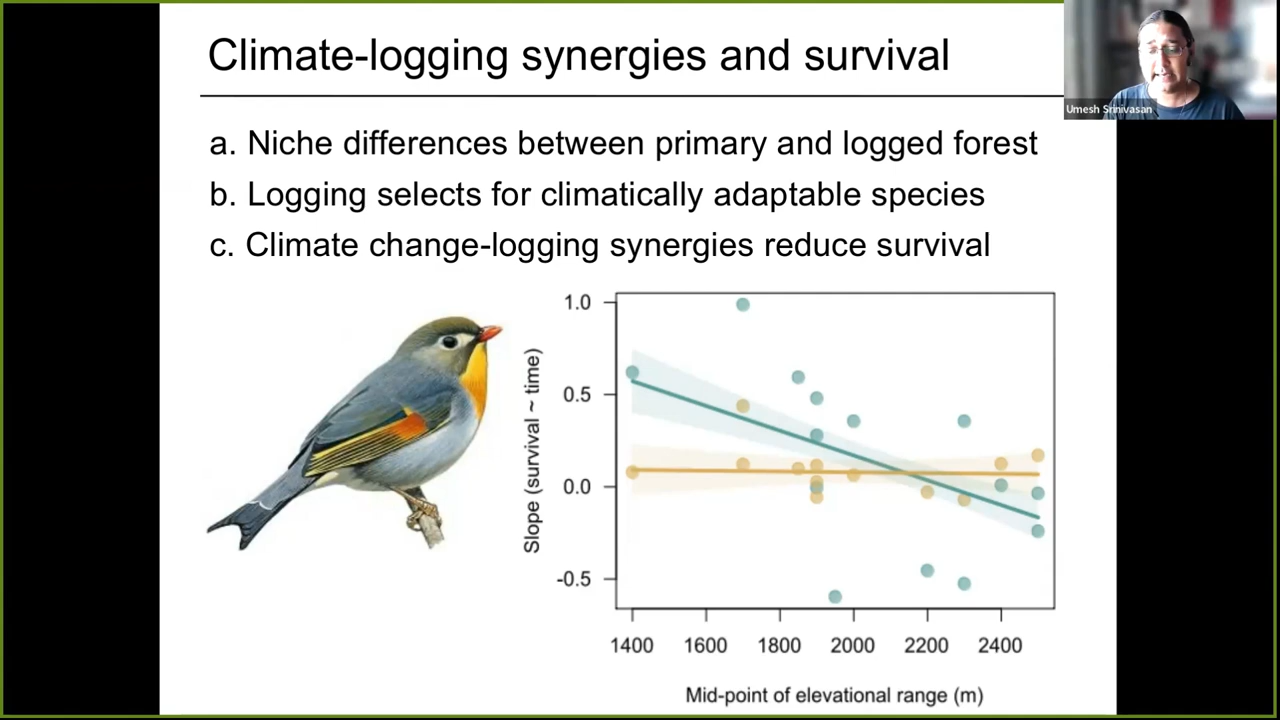 Climate-logging synergies and survival
Umesh Srinivasan
a. Niche differences between primary and logged forest
b. Logging selects for climatically adaptable species
c. Climate change-logging synergies reduce survival
1.0
0.5
0.0
-0.5
Slope (survival ~ time)
1400 1600 1800 2000 2200 2400
Mid-point of elevational range (m)